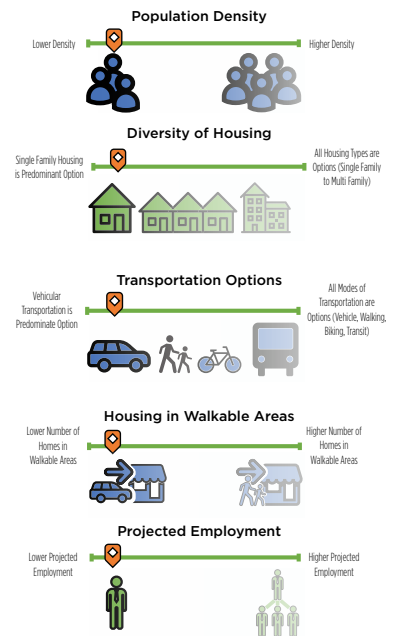 Population Density
Lower Density
Higher Density
Diversity of Housing
Single Family Housing
is Predominant Option
All Housing Types are
Options (Single Family
to Multi Family)
Transportation Options
Vehicular
Transportation is
Predominate Option
All Modes of
Transportation are
Options (Vehicle, Walking,
Biking, Transit)
Housing in Walkable Areas
Lower Number of
Homes in
Walkable Areas
Higher Number of
Homes in
Walkable Areas
Projected Employment
Lower Projected
Employment
Higher Projected
Employment